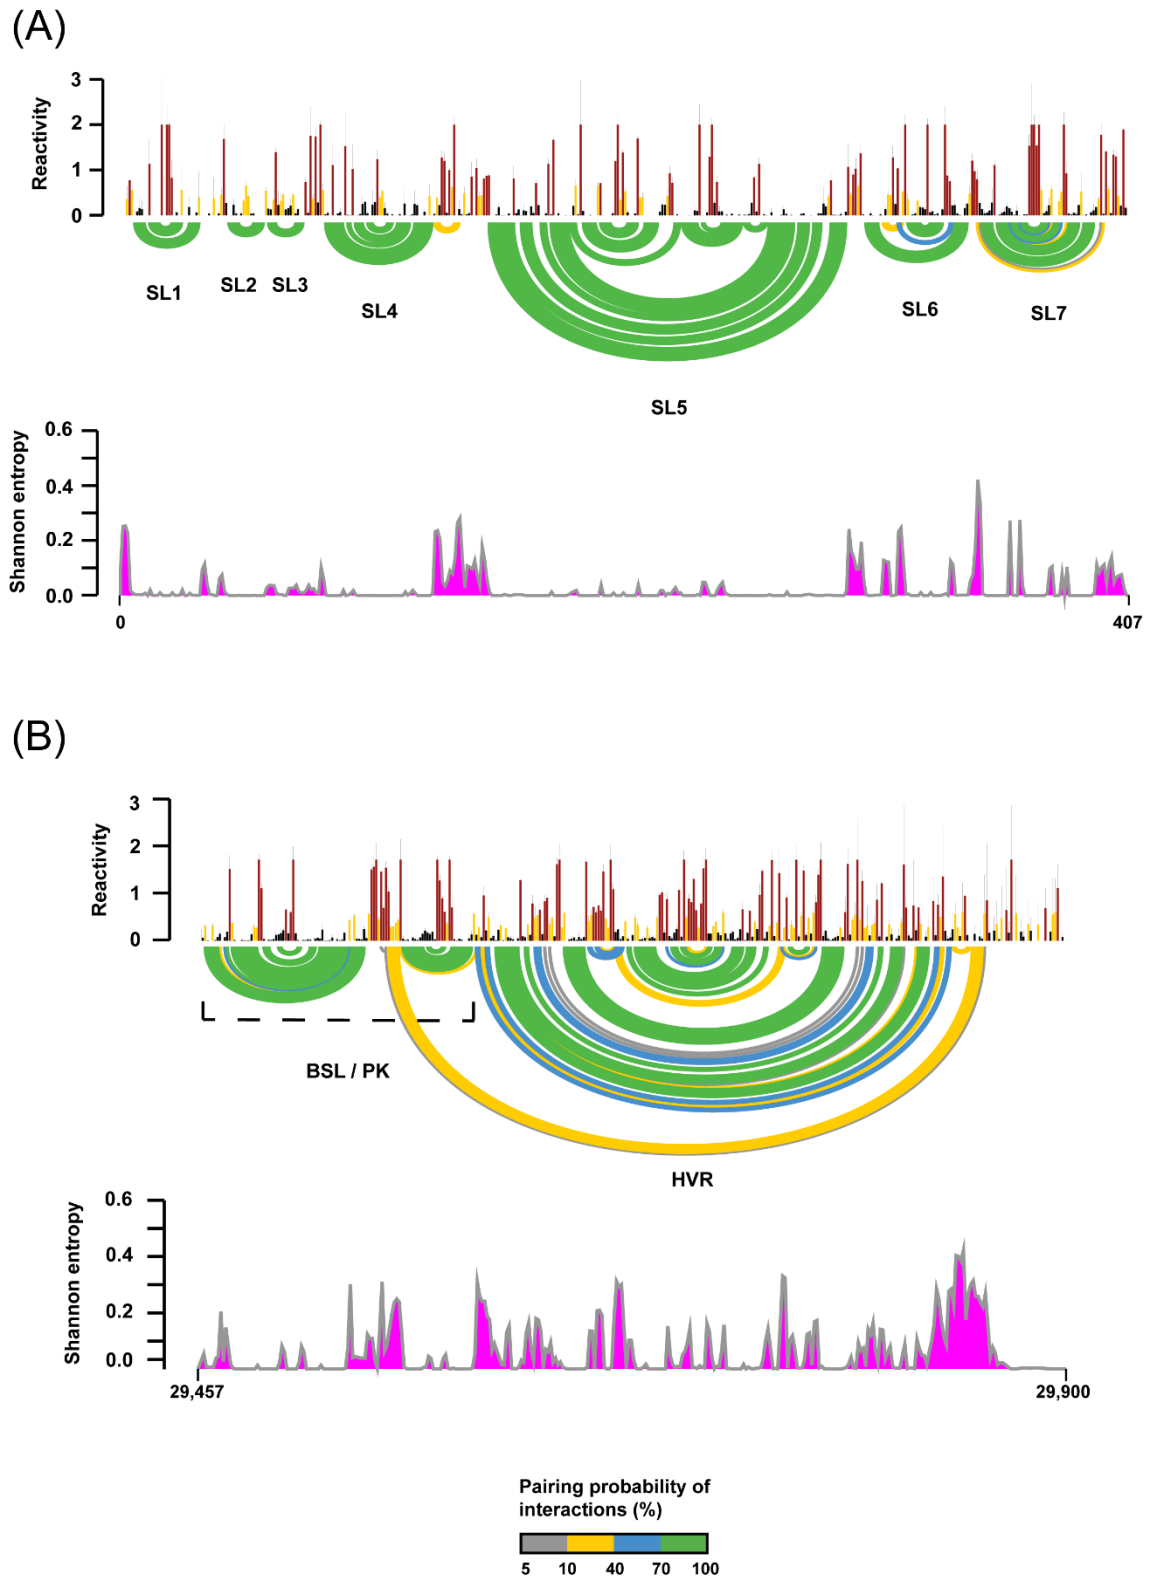 (A)
3
2
1
0
Reactivity
SL1
SL2
SL3
SL4
SL5
SL6
SL7
0.6
0.4
0.2
0.0
Shannon entropy
0
407
(B)
3
2
1
0
Reactivity
BSL / PK
HVR
0.6
0.4
0.2
0.0
Shannon entropy
29,457
29,900
Pairing probability of
interactions (%)
5 10 40 70 100